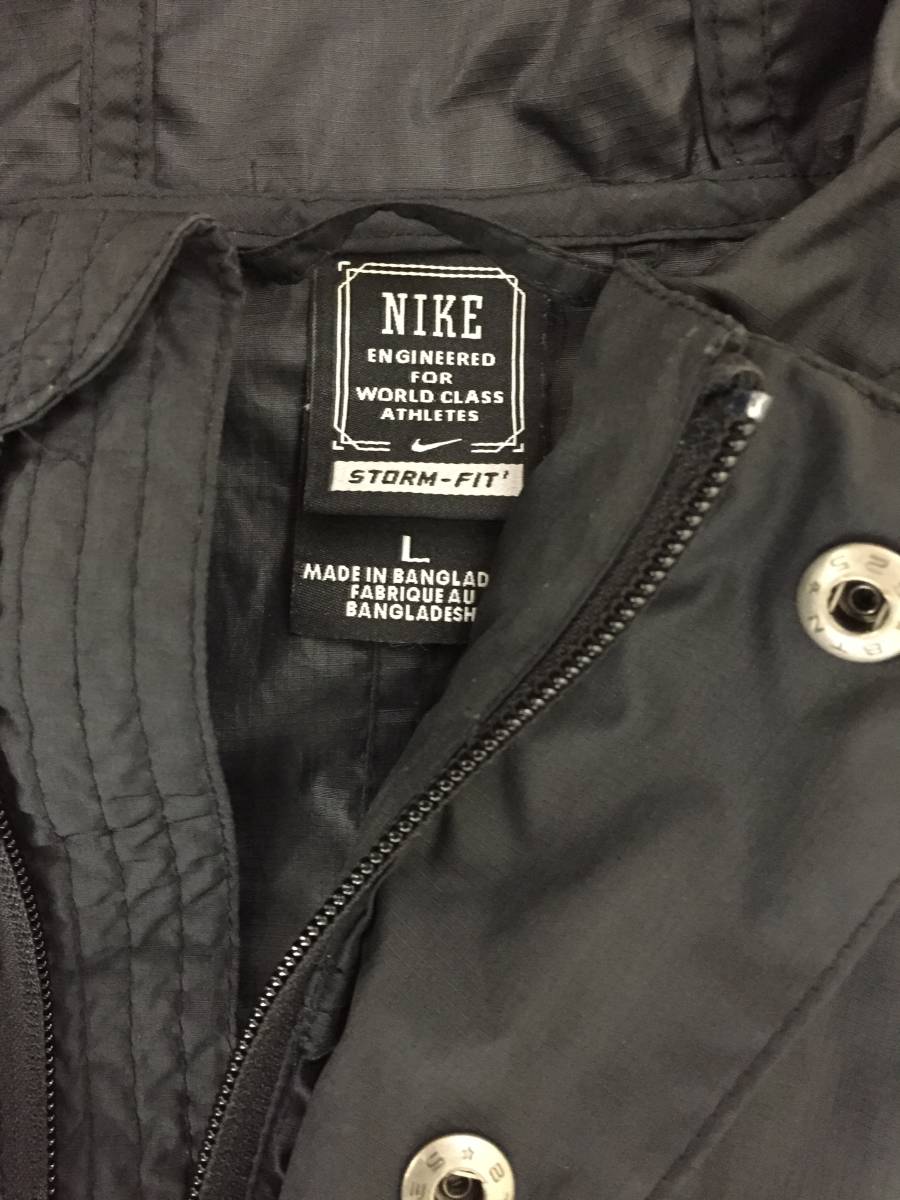 NIKE
ENGINEERED
FOR
WORLD CLASS
ATHLETES
STORM-FIT
L
MADE IN BANGLAD
FABRIQUE AU
BANGLADESH